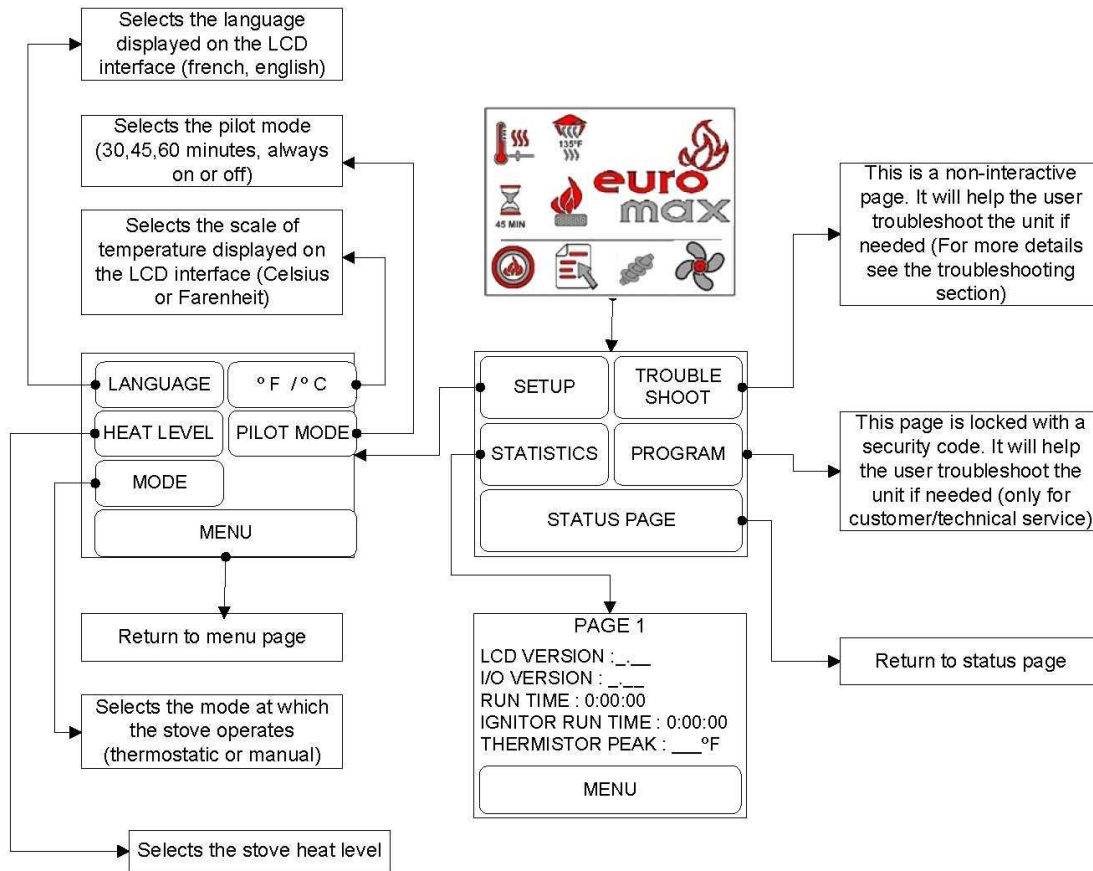 Selects the language
displayed on the LCD
interface (french, english)
Selects the pilot mode
(30,45,60 minutes, always
on or off)
Selects the scale of
temperature displayed on
the LCD interface (Celsius
or Farenheit)
LANGUAGE
º F / º C
HEAT LEVEL
PILOT MODE
MODE
MENU
Return to menu page
Selects the mode at which
the stove operates
(thermostatic or manual)
Selects the stove heat level
135°F
euro
max
45 MIN
SETUP
TROUBLE
SHOOT
STATISTICS
PROGRAM
STATUS PAGE
PAGE 1
LCD VERSION :_.__
I/O VERSION : _.__
RUN TIME : 0:00:00
IGNITOR RUN TIME : 0:00:00
THERMISTOR PEAK : ___ºF
MENU
This is a non-interactive
page. It will help the user
troubleshoot the unit if
needed (For more details
see the troubleshooting
section)
This page is locked with a
security code. It will help
the user troubleshoot the
unit if needed (only for
customer/technical service)
Return to status page